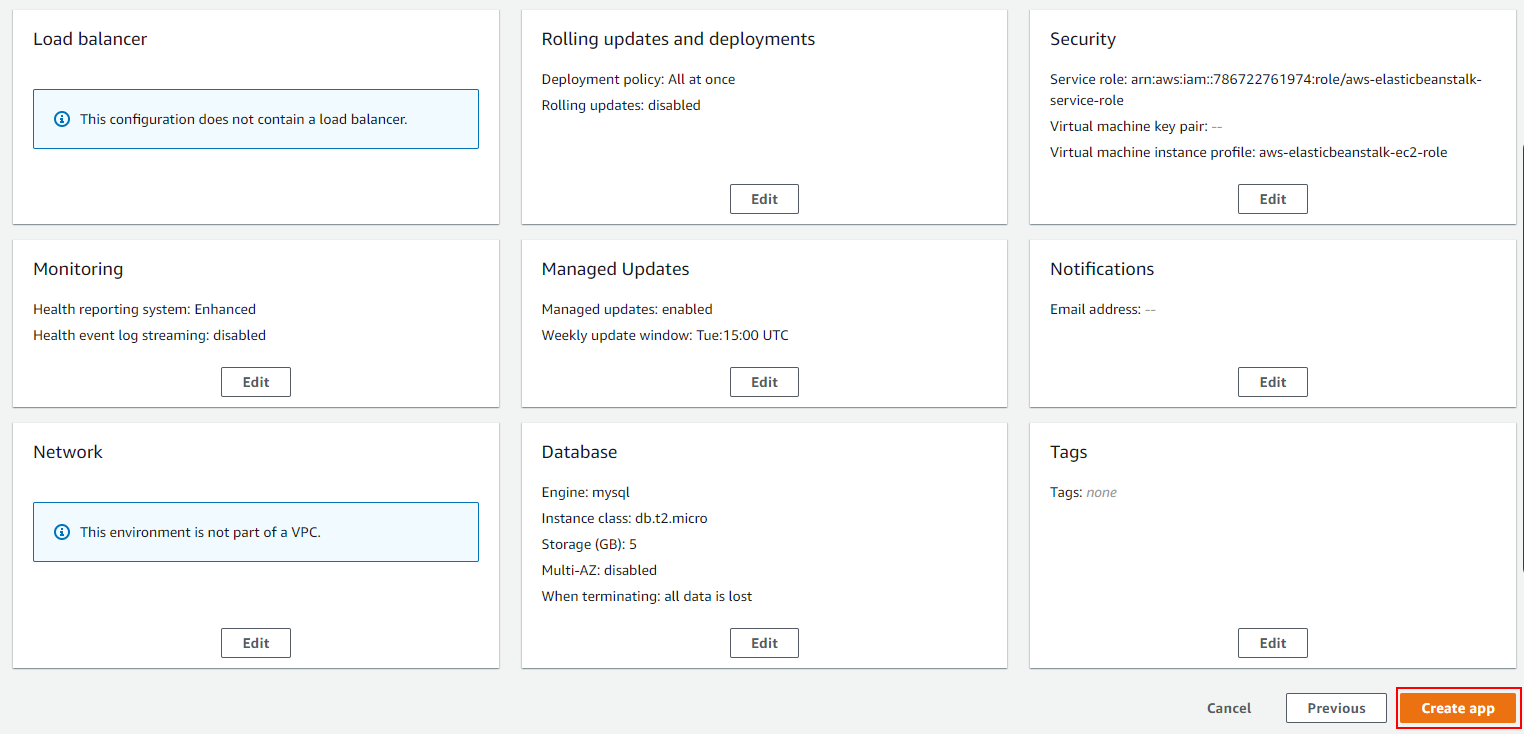 Load balancer
This configuration does not contain a load balancer.
Rolling updates and deployments
Deployment policy: All at once
Rolling updates: disabled
Edit
Security
Service role: arn:aws:iam::786722761974:role/aws-elasticbeanstalk-
service-role
Virtual machine key pair: --
Virtual machine instance profile: aws-elasticbeanstalk-ec2-role
Edit
Monitoring
Health reporting system: Enhanced
Health event log streaming: disabled
Edit
Managed Updates
Managed updates: enabled
Weekly update window: Tue:15:00 UTC
Edit
Notifications
Email address: --
Edit
Network
This environment is not part of a VPC.
Edit
Database
Engine: mysql
Instance class: db.t2.micro
Storage (GB): 5
Multi-AZ: disabled
When terminating: all data is lost
Edit
Tags
Tags: none
Edit
Cancel
Previous
Create app